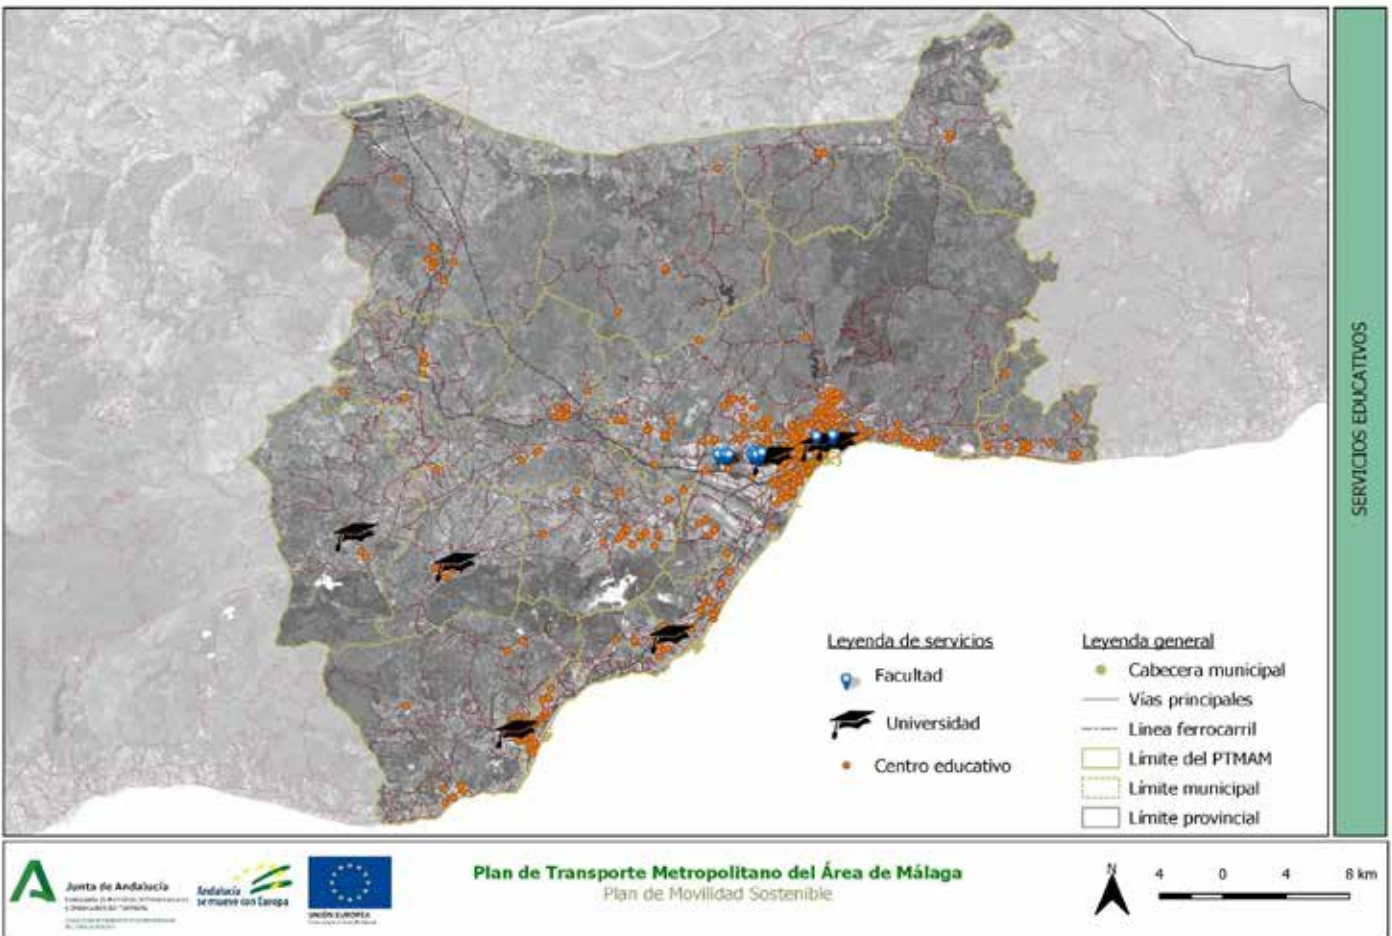 SERVICIOS EDUCATIVOS
Leyenda de servicios
Facultad
Universidad
Centro educativo
Leyenda general
Cabecera municipal
Vías principales
Linea ferrocarril
Límite del PTMAM
Límite municipal
Límite provincial
Junta de Andalucía
Andalucía
se mueve con Europa
UNIÓN EUROPEA
Plan de Transporte Metropolitano del Área de Málaga
Plan de Movilidad Sostenible
N
4 0 4 8 km